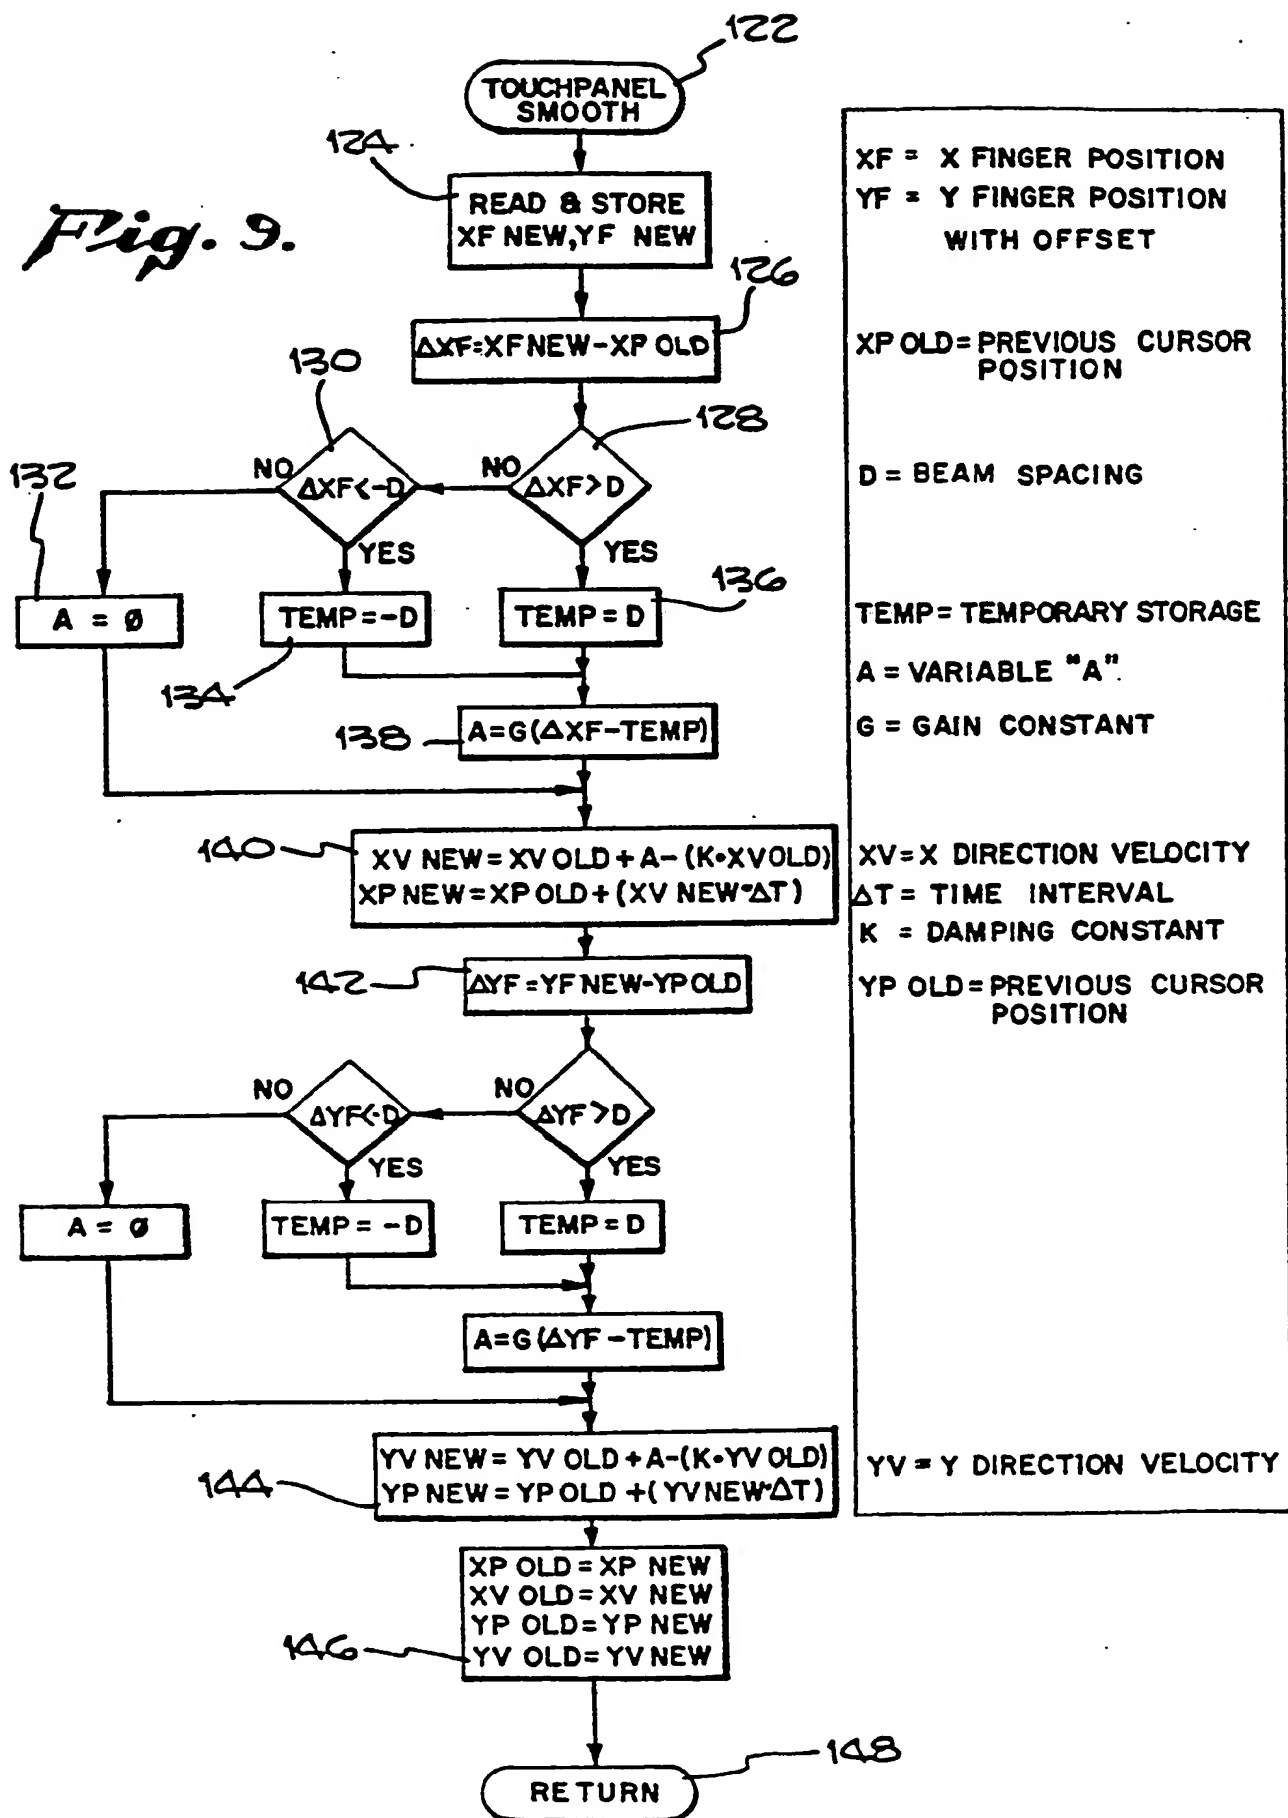 122
TOUCHPANEL
SMOOTH
124
READ & STORE
XF NEW, YF NEW
Fig. 9.
126
ΔXF=XF NEW-XP OLD
130
128
132
NO
ΔXF<-D
NO
ΔXF>D
YES
YES
136
A = Ø
TEMP=-D
TEMP=D
134
138
A=G(ΔXF-TEMP)
140
XV NEW=XV OLD+A-(K•XV OLD)
XP NEW=XP OLD+(XV NEW•ΔT)
142
ΔYF=YF NEW-YP OLD
NO
ΔYF<-D
NO
ΔYF>D
YES
YES
A = Ø
TEMP= -D
TEMP=D
A=G(ΔYF-TEMP)
YV NEW= YV OLD+A-(K•YV OLD)
YP NEW=YP OLD+(YV NEW•ΔT)
144
XP OLD=XP NEW
XV OLD=XV NEW
YP OLD=YP NEW
YV OLD=YV NEW
146
148
RETURN
XF = X FINGER POSITION
YF = Y FINGER POSITION
WITH OFFSET
XP OLD=PREVIOUS CURSOR
POSITION
D=BEAM SPACING
TEMP=TEMPORARY STORAGE
A=VARIABLE "A".
G=GAIN CONSTANT
XV=X DIRECTION VELOCITY
ΔT=TIME INTERVAL
K = DAMPING CONSTANT
YP OLD=PREVIOUS CURSOR
POSITION
YV=Y DIRECTION VELOCITY